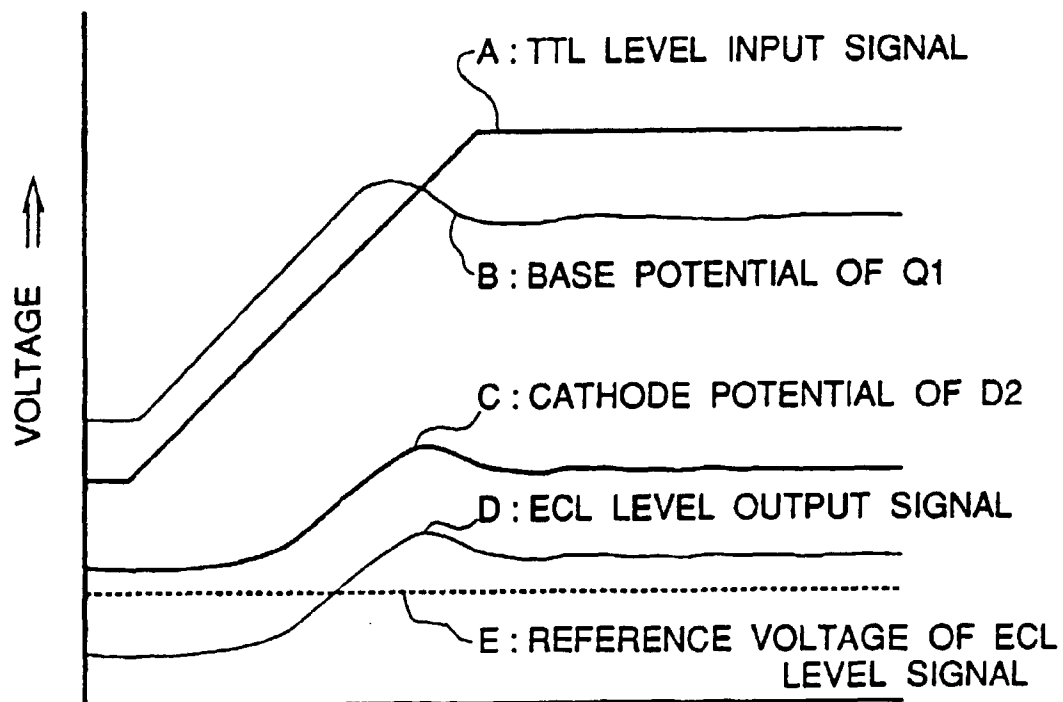 A : TTL LEVEL INPUT SIGNAL
VOLTAGE ⇒
B : BASE POTENTIAL OF Q1
C : CATHODE POTENTIAL OF D2
D : ECL LEVEL OUTPUT SIGNAL
E : REFERENCE VOLTAGE OF ECL
LEVEL SIGNAL